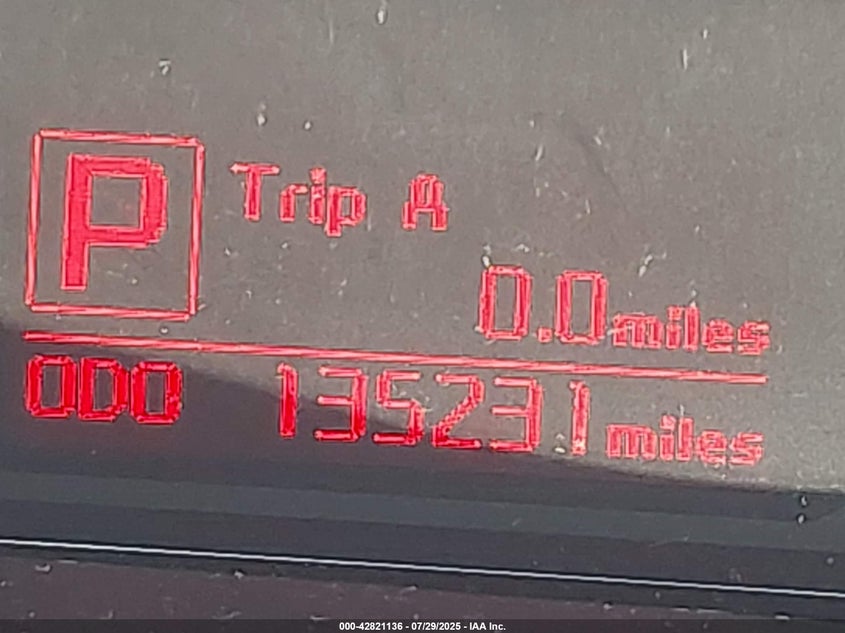 P
Trip A
0.0 miles
ODO 135231 miles
000-42821136 - 07/29/2025 - IAA Inc.